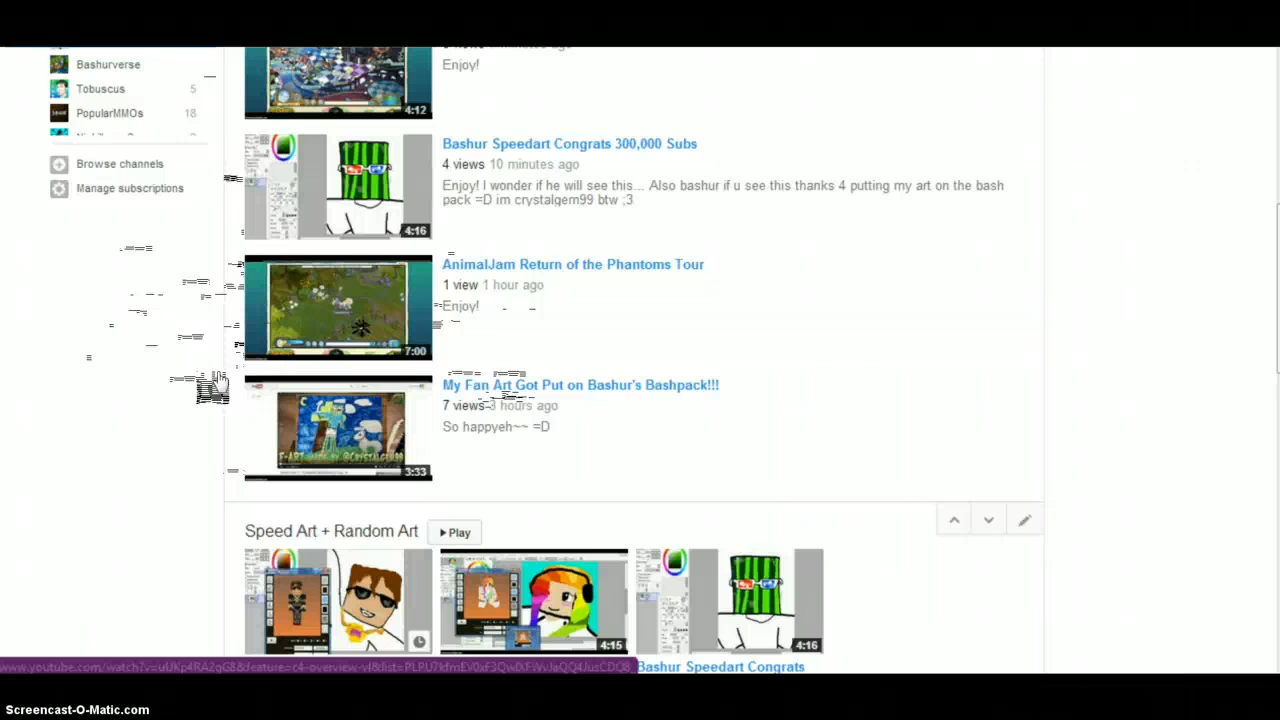 Bashurverse
Tobuscus 5
PopularMMOs 18
Browse channels
Manage subscriptions
4:12
Enjoy!
Bashur Speedart Congrats 300,000 Subs
4 views 10 minutes ago
Enjoy! I wonder if he will see this... Also bashur if u see this thanks 4 putting my art on the bash
pack =D im crystalgem99 btw ;3
4:16
AnimalJam Return of the Phantoms Tour
1 view 1 hour ago
Enjoy!
7:00
My Fan Art Got Put on Bashur's Bashpack!!!
7 views 3 hours ago
So happyeh~~ =D
F-ART MADE BY @CRYSTALGEM99
3:33
Speed Art + Random Art
Play
4:15
4:16
Bashur Speedart Congrats
Screencast-O-Matic.com